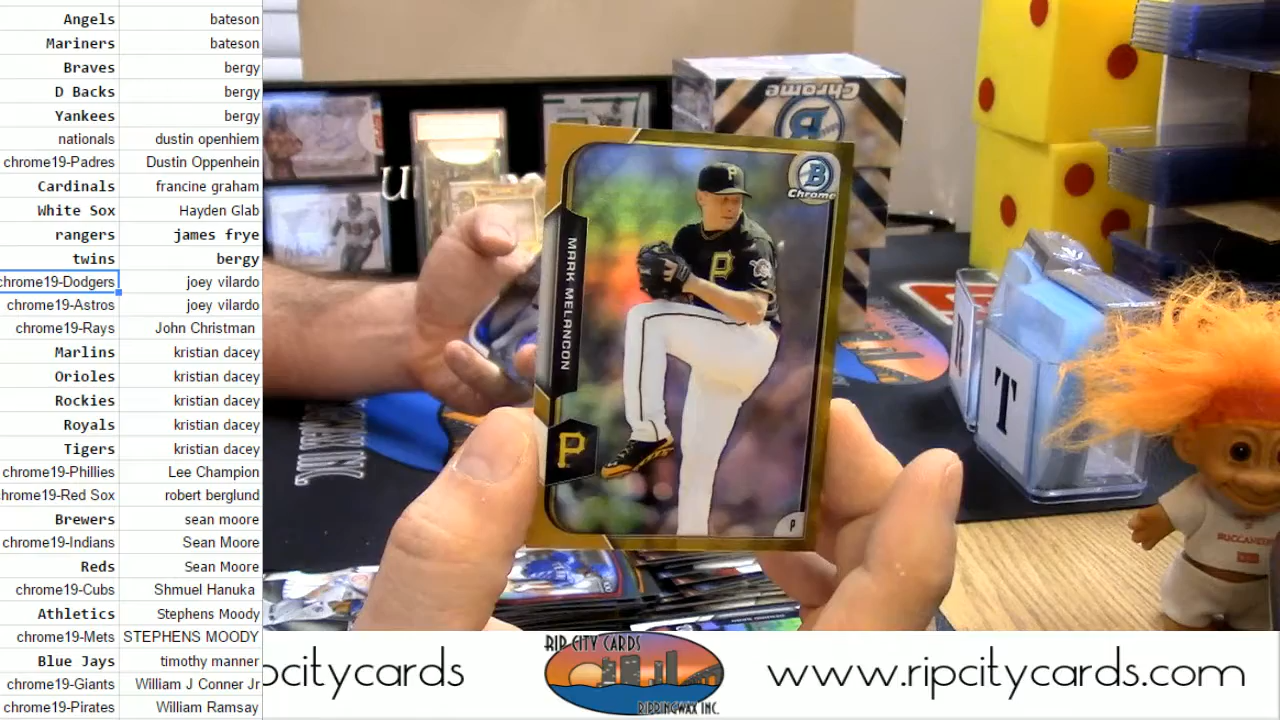 Angels bateson
Mariners bateson
Braves bergy
D Backs bergy
Yankees bergy
nationals dustin openhiem
chrome19-Padres Dustin Oppenhein
Cardinals francine graham
White Sox Hayden Glab
rangers james frye
twins bergy
chrome19-Dodgers joey vilardo
chrome19-Astros joey vilardo
chrome19-Rays John Christman
Marlins kristian dacey
Orioles kristian dacey
Rockies kristian dacey
Royals kristian dacey
Tigers kristian dacey
chrome19-Phillies Lee Champion
chrome19-Red Sox robert berglund
Brewers sean moore
chrome19-Indians Sean Moore
Reds Sean Moore
chrome19-Cubs Shmuel Hanuka
Athletics Stephens Moody
chrome19-Mets STEPHENS MOODY
Blue Jays timothy manner
chrome19-Giants William J Conner Jr
chrome19-Pirates William Ramsay
Chrome
B
B
Chrome
P
P
MARK MELANCON
P
P
T
BUCCANEERS
pcitycards
RIP CITY CARDS
RIPPINGWAX INC.
www.ripcitycards.com